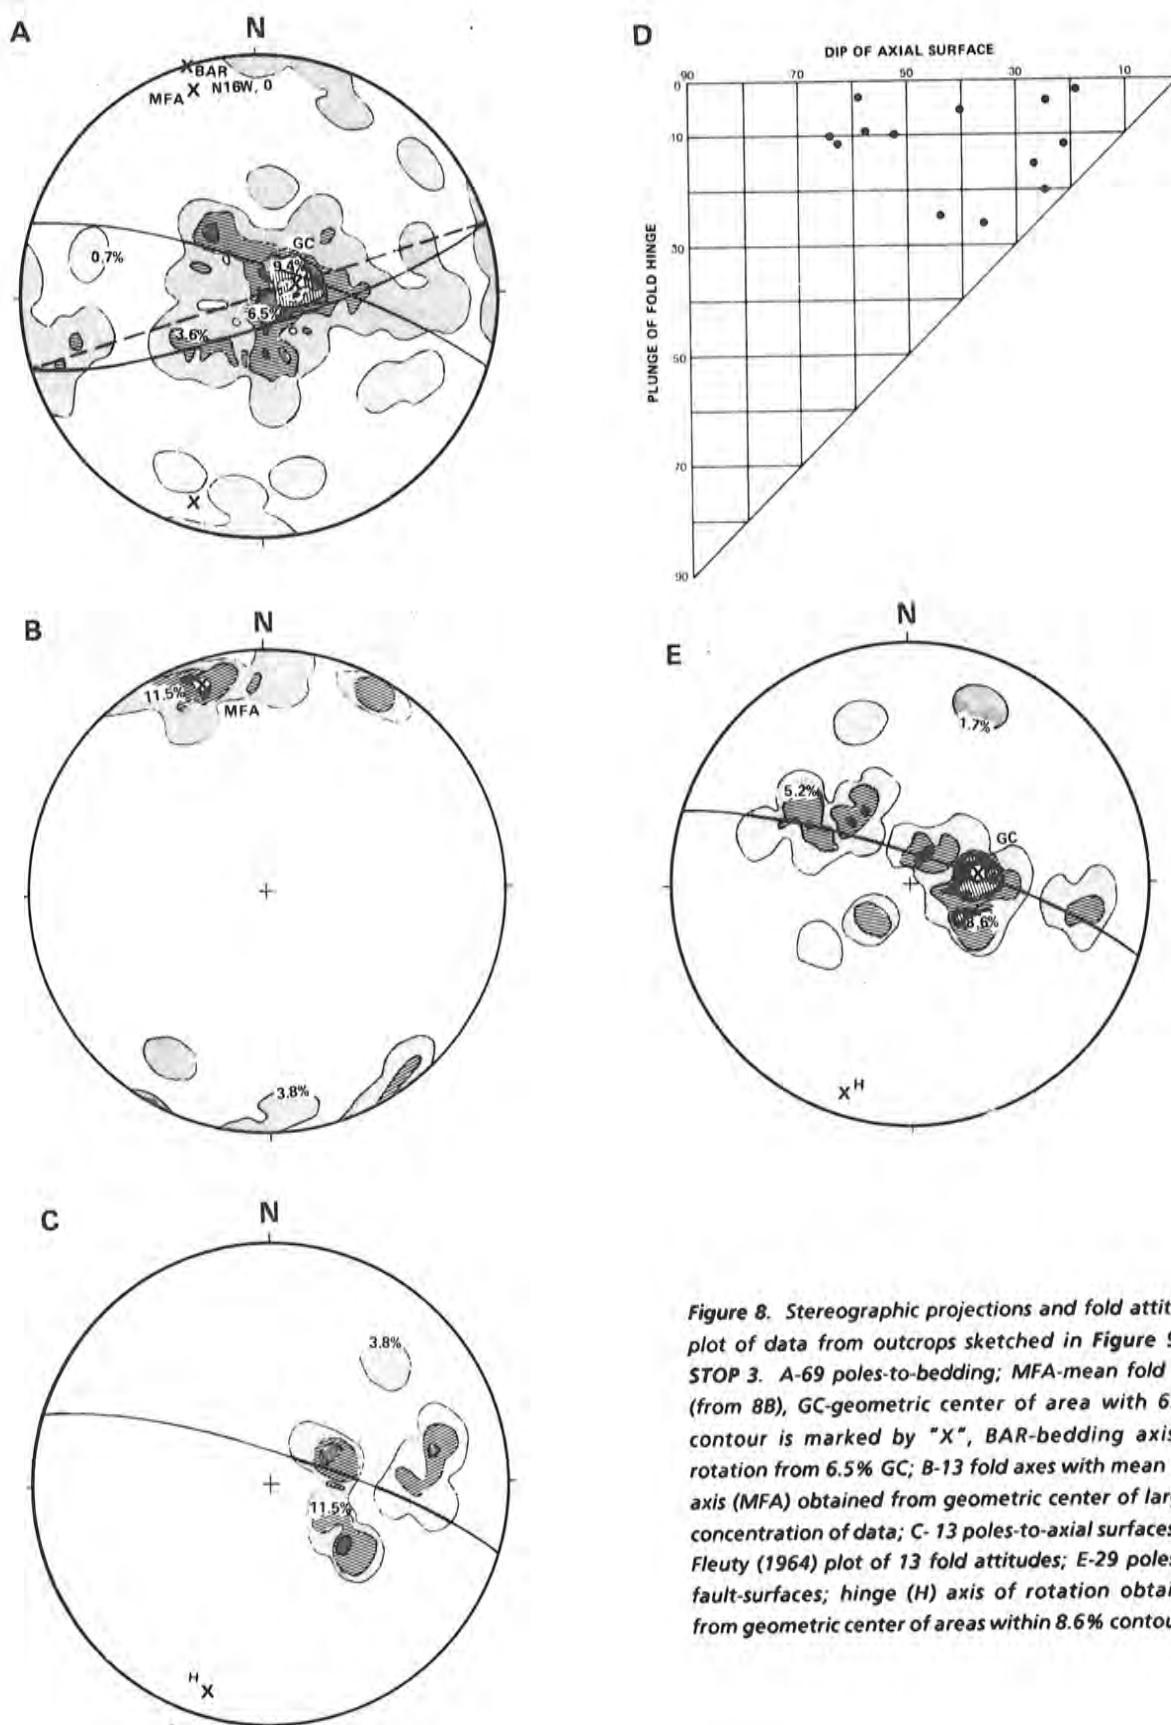 A
N
BAR
MFA X N16W, 0
0.7%
GC
9.4%
X
6.5%
3.6%
X
B
N
11.5%
X
MFA
3.8%
C
N
3.8%
11.5%
H X
D
DIP OF AXIAL SURFACE
90 70 50 30 10
0
10
30
50
70
90
PLUNGE OF FOLD HINGE
E
N
1.7%
5.2%
GC
X
8.6%
X H
Figure 8. Stereographic projections and fold attit
plot of data from outcrops sketched in Figure
STOP 3. A-69 poles-to-bedding; MFA-mean fold
(from 8B), GC-geometric center of area with 6
contour is marked by "X", BAR-bedding axis
rotation from 6.5% GC; B-13 fold axes with mean
axis (MFA) obtained from geometric center of lar
concentration of data; C- 13 poles-to-axial surfaces
Fleuty (1964) plot of 13 fold attitudes; E-29 poles
fault-surfaces; hinge (H) axis of rotation obtai
from geometric center of areas within 8.6% contou